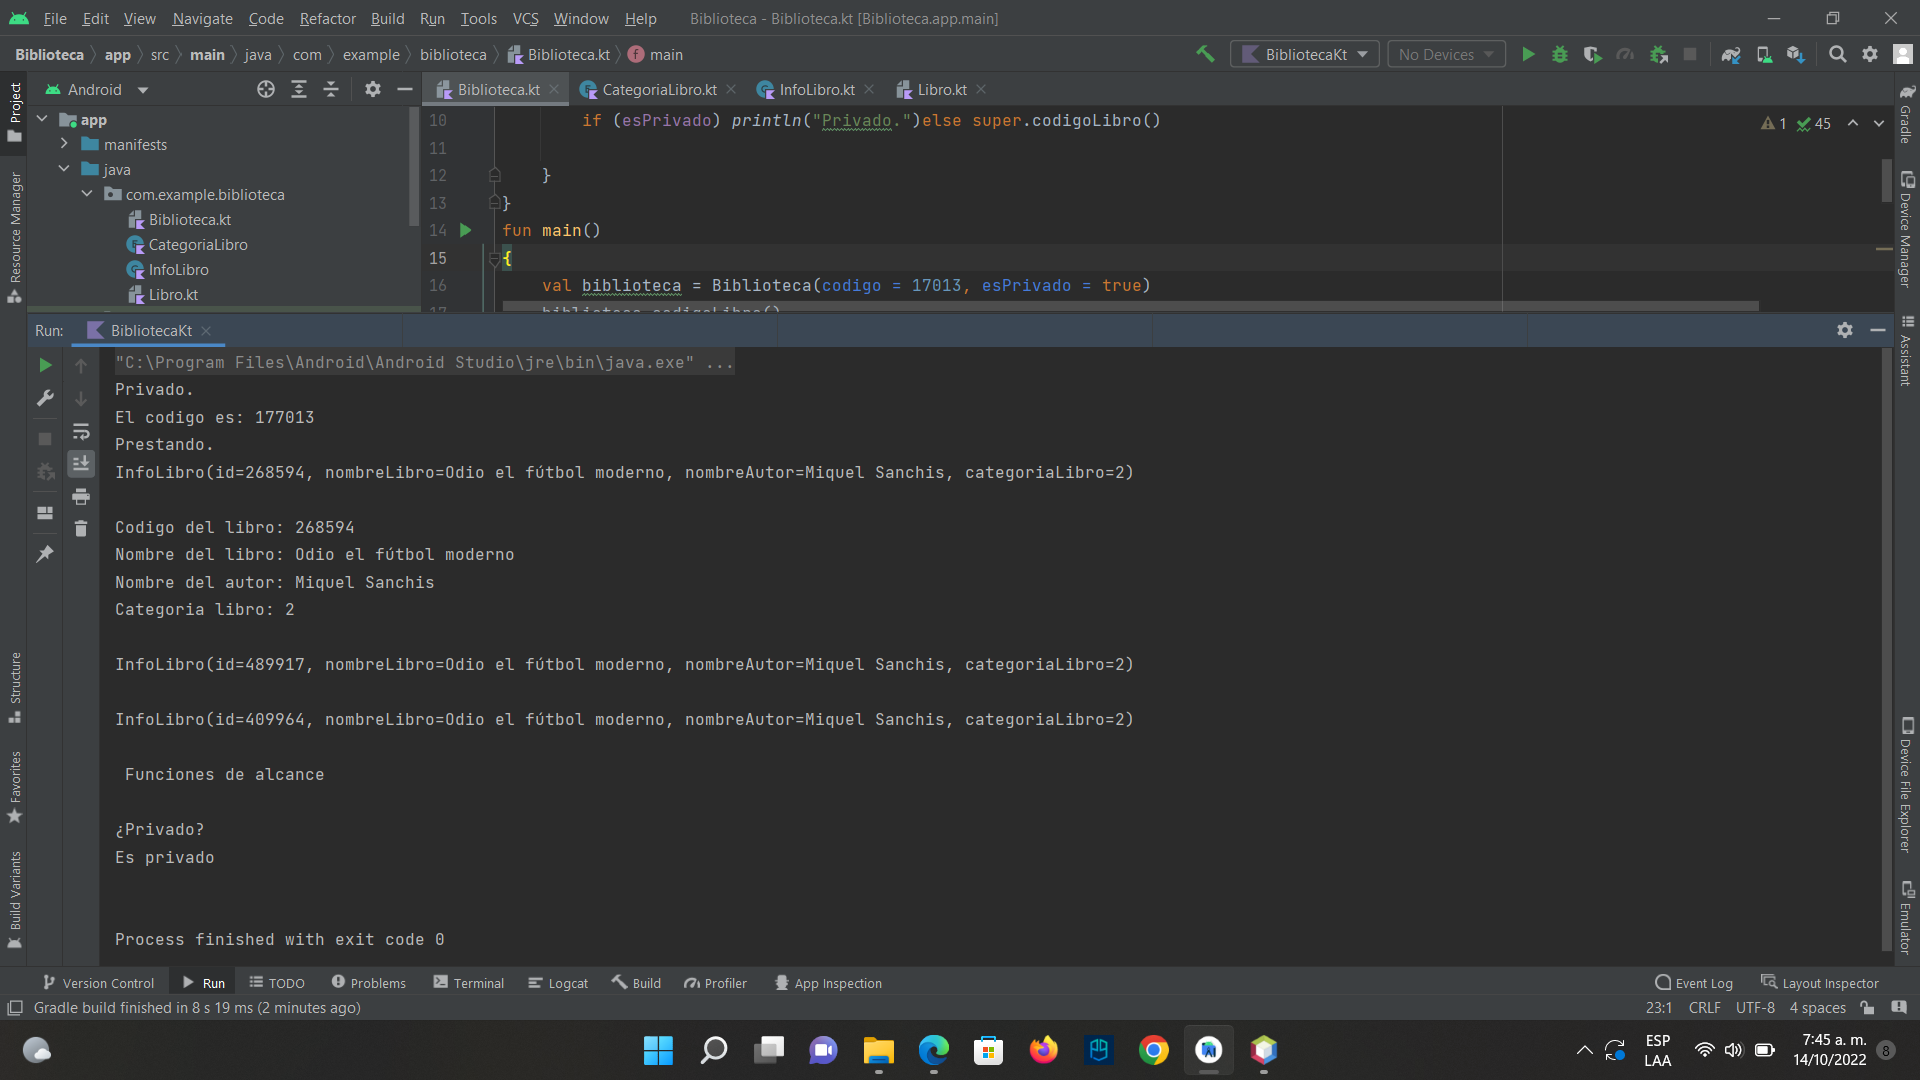 File Edit View Navigate Code Refactor Build Run Tools VCS Window Help Biblioteca - Biblioteca.kt [Biblioteca.app.main]
Biblioteca app src main java com example biblioteca Biblioteca.kt main BibliotecaKt No Devices
Project
Android
Biblioteca.kt CategoriaLibro.kt InfoLibro.kt Libro.kt
app
manifests
java
com.example.biblioteca
Biblioteca.kt
CategoriaLibro
InfoLibro
Libro.kt
10 if (esPrivado) println("Privado.")else super.codigoLibro()
1 45
11
12 }
13 }
14 fun main()
15 {
16 val biblioteca = Biblioteca(codigo = 17013, esPrivado = true)
17 biblioteca.codigoLibro()
Resource Manager
Gradle
Device Manager
Assistant
Run: BibliotecaKt
"C:\Program Files\Android\Android Studio\jre\bin\java.exe" ...
Privado.
El codigo es: 177013
Prestando.
InfoLibro(id=268594, nombreLibro=Odio el fútbol moderno, nombreAutor=Miquel Sanchis, categoriaLibro=2)
Codigo del libro: 268594
Nombre del libro: Odio el fútbol moderno
Nombre del autor: Miquel Sanchis
Categoria libro: 2
InfoLibro(id=489917, nombreLibro=Odio el fútbol moderno, nombreAutor=Miquel Sanchis, categoriaLibro=2)
InfoLibro(id=409964, nombreLibro=Odio el fútbol moderno, nombreAutor=Miquel Sanchis, categoriaLibro=2)
Funciones de alcance
¿Privado?
Es privado
Process finished with exit code 0
Structure
Favorites
Build Variants
Device File Explorer
Emulator
Version Control Run TODO Problems Terminal Logcat Build Profiler App Inspection Event Log Layout Inspector
Gradle build finished in 8 s 19 ms (2 minutes ago) 23:1 CRLF UTF-8 4 spaces
ESP
LAA
7:45 a. m.
14/10/2022
8